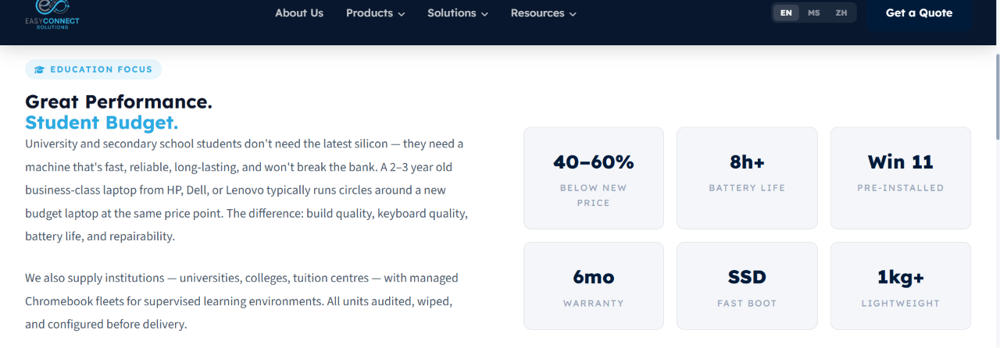 EASYCONNECT
SOLUTIONS
About Us
Products
Solutions
Resources
EN
MS
ZH
Get a Quote
EDUCATION FOCUS
Great Performance.
Student Budget.
University and secondary school students don't need the latest silicon — they need a
machine that's fast, reliable, long-lasting, and won't break the bank. A 2–3 year old
business-class laptop from HP, Dell, or Lenovo typically runs circles around a new
budget laptop at the same price point. The difference: build quality, keyboard quality,
battery life, and repairability.
We also supply institutions — universities, colleges, tuition centres — with managed
Chromebook fleets for supervised learning environments. All units audited, wiped,
and configured before delivery.
40–60%
BELOW NEW
PRICE
8h+
BATTERY LIFE
Win 11
PRE-INSTALLED
6mo
WARRANTY
SSD
FAST BOOT
1kg+
LIGHTWEIGHT